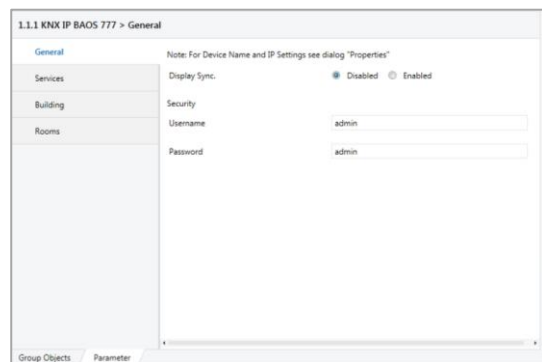 1.1.1 KNX IP BAOS 777 > General
General
Services
Building
Rooms
Note: For Device Name and IP Settings see dialog "Properties"
Display Sync. Disabled Enabled
Security
Username admin
Password admin
Group Objects Parameter